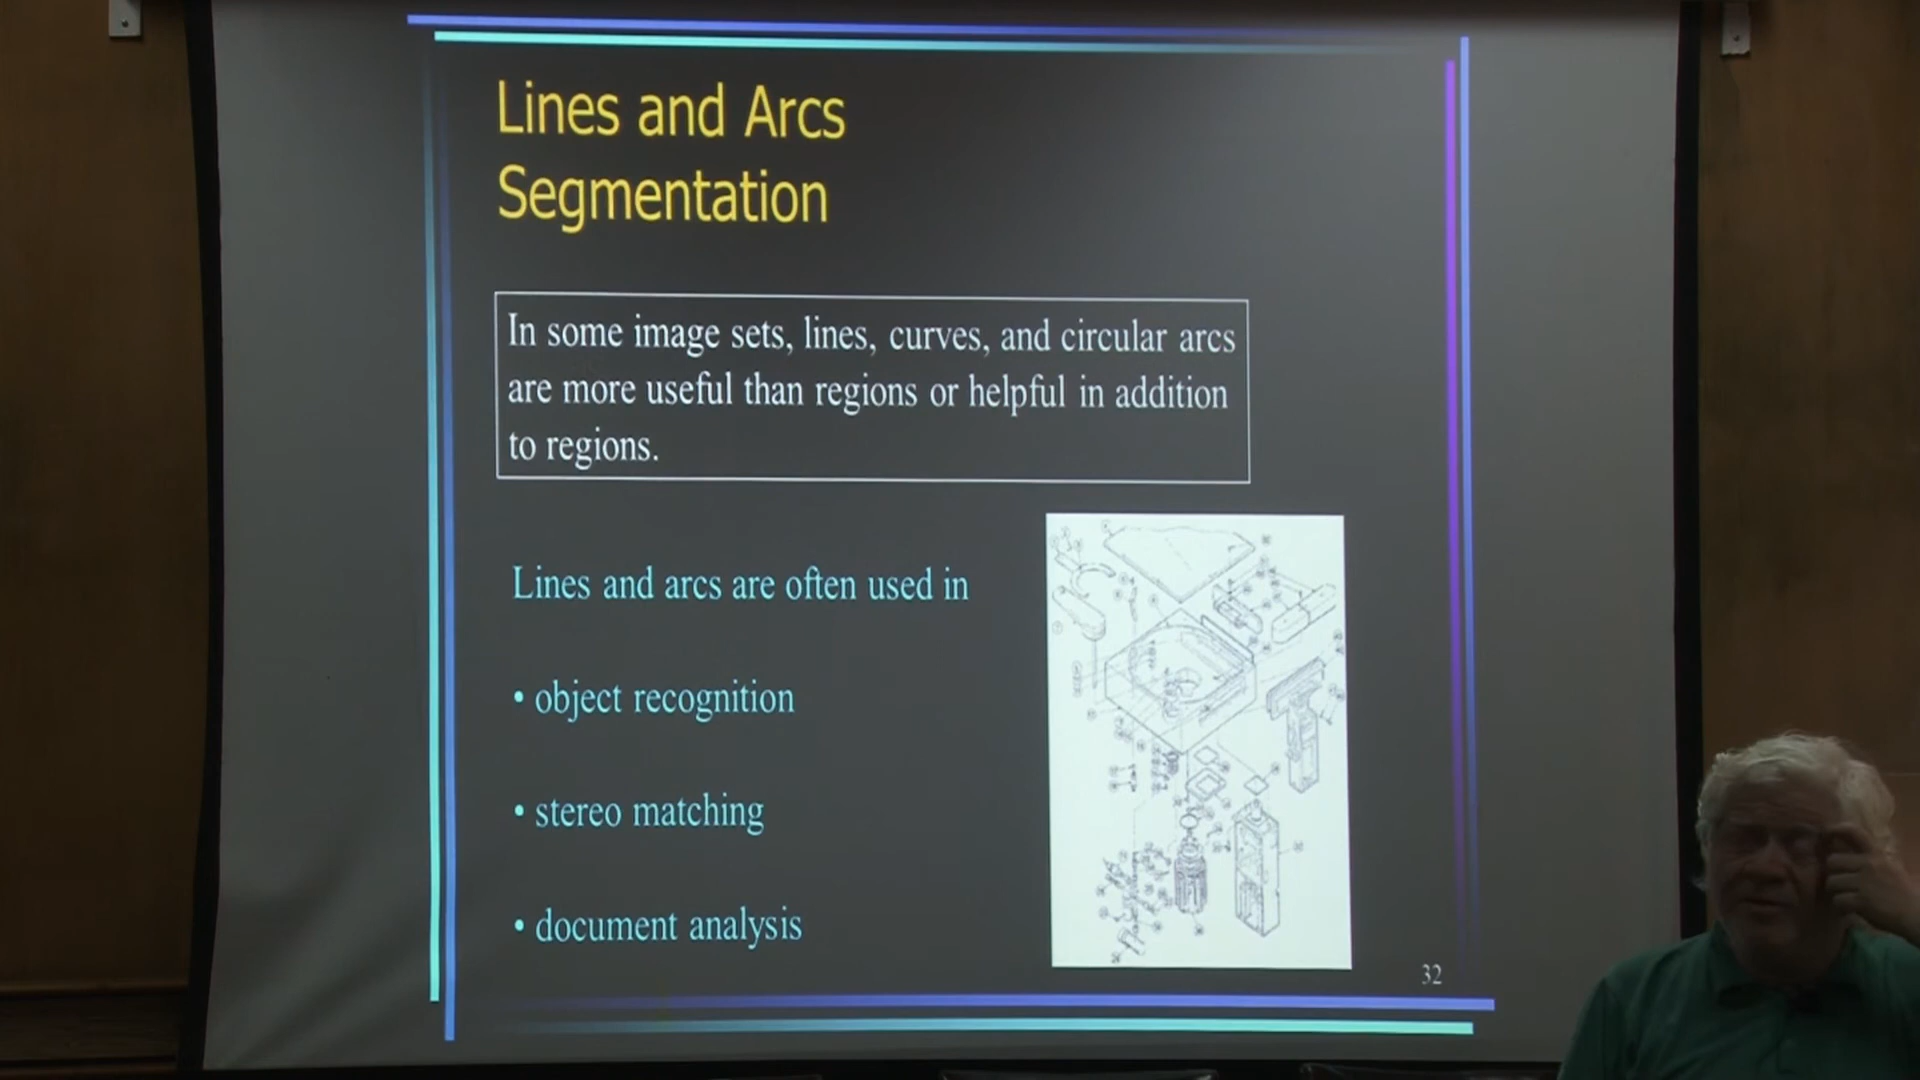 Lines and Arcs
Segmentation
In some image sets, lines, curves, and circular arcs
are more useful than regions or helpful in addition
to regions.
Lines and arcs are often used in
• object recognition
• stereo matching
• document analysis
32